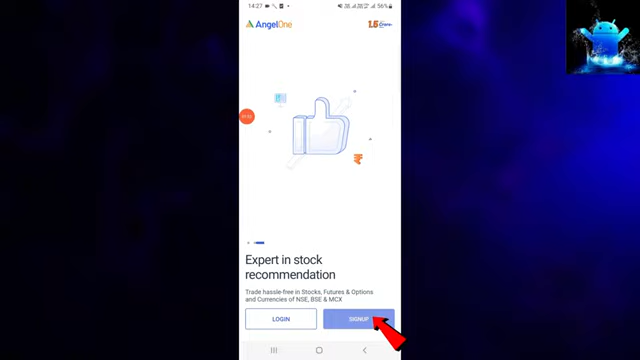 14:27
56%
AngelOne
1.6 Crore+
Expert in stock
recommendation
Trade hassle-free in Stocks, Futures & Options
and Currencies of NSE, BSE & MCX
LOGIN
SIGNUP